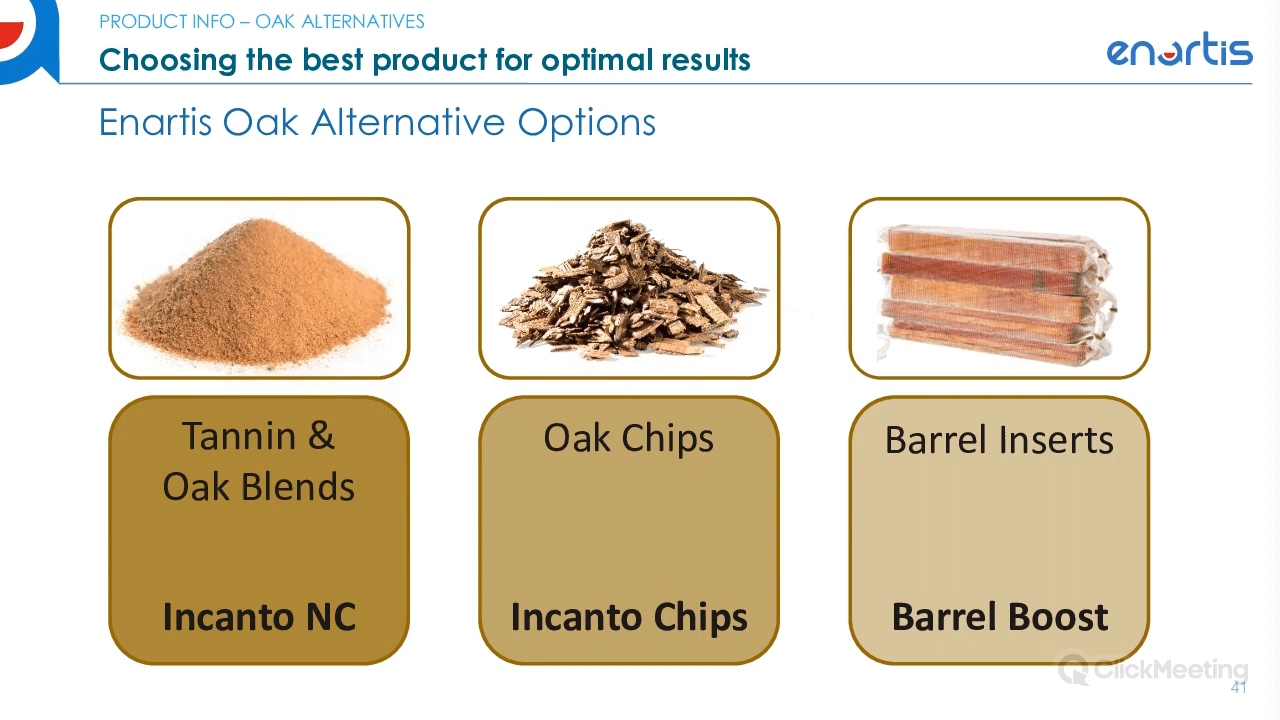 PRODUCT INFO – OAK ALTERNATIVES
Choosing the best product for optimal results
enartis
Enartis Oak Alternative Options
Tannin &
Oak Blends
Incanto NC
Oak Chips
Incanto Chips
Barrel Inserts
Barrel Boost
ClickMeeting
41